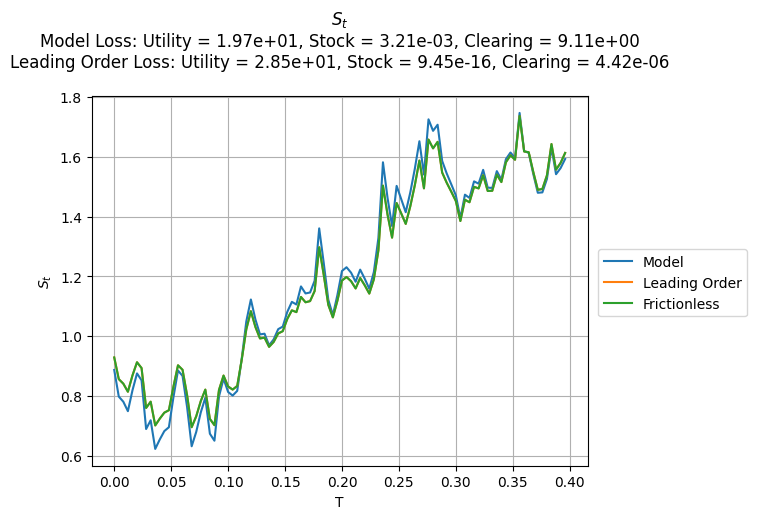 S_t
Model Loss: Utility = 1.97e+01, Stock = 3.21e-03, Clearing = 9.11e+00
Leading Order Loss: Utility = 2.85e+01, Stock = 9.45e-16, Clearing = 4.42e-06
1.8
1.6
1.4
1.2
1.0
0.8
0.6
S_t
0.00 0.05 0.10 0.15 0.20 0.25 0.30 0.35 0.40
T
Model
Leading Order
Frictionless